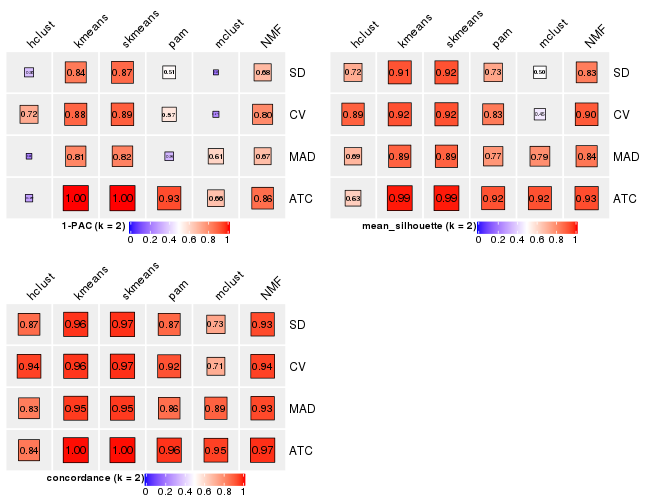 hclust kmeans skmeans pam mclust NMF
0.84 0.87 0.51 0.68 SD
0.72 0.88 0.89 0.57 0.80 CV
0.81 0.82 0.61 0.67 MAD
1.00 1.00 0.93 0.66 0.86 ATC
1-PAC (k = 2)
0 0.2 0.4 0.6 0.8 1
hclust kmeans skmeans pam mclust NMF
0.72 0.91 0.92 0.73 0.50 0.83 SD
0.89 0.92 0.92 0.83 0.90 CV
0.69 0.89 0.89 0.77 0.79 0.84 MAD
0.63 0.99 0.99 0.92 0.92 0.93 ATC
mean_silhouette (k = 2)
0 0.2 0.4 0.6 0.8 1
hclust kmeans skmeans pam mclust NMF
0.87 0.96 0.97 0.87 0.73 0.93 SD
0.94 0.96 0.97 0.92 0.71 0.94 CV
0.83 0.95 0.95 0.86 0.89 0.93 MAD
0.84 1.00 1.00 0.96 0.95 0.97 ATC
concordance (k = 2)
0 0.2 0.4 0.6 0.8 1